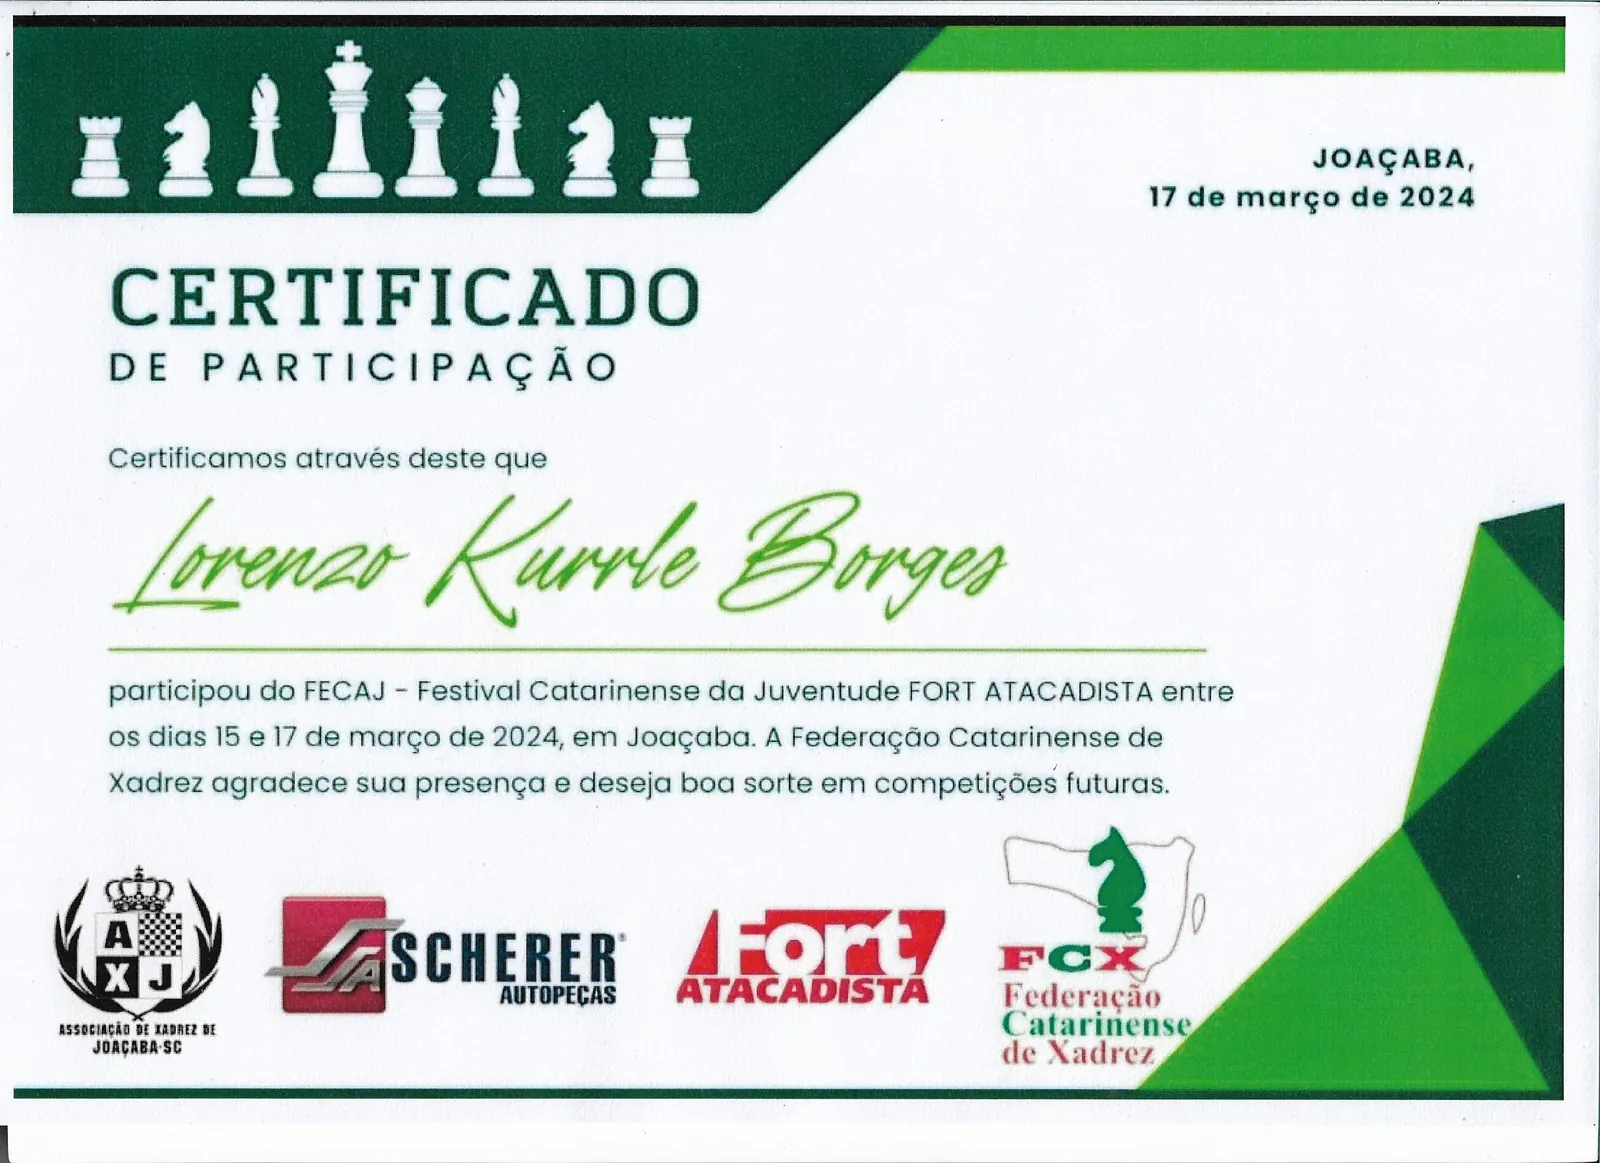 JOAÇABA,
17 de março de 2024
CERTIFICADO
DE PARTICIPAÇÃO
Certificamos através deste que
Lorenzo Kurrle Borges
participou do FECAJ - Festival Catarinense da Juventude FORT ATACADISTA entre
os dias 15 e 17 de março de 2024, em Joaçaba. A Federação Catarinense de
Xadrez agradece sua presença e deseja boa sorte em competições futuras.
A
X J
ASSOCIAÇÃO DE XADREZ DE
JOAÇABA-SC
SA
SCHERER®
AUTOPEÇAS
Fort
ATACADISTA
FCX
Federação
Catarinense
de Xadrez